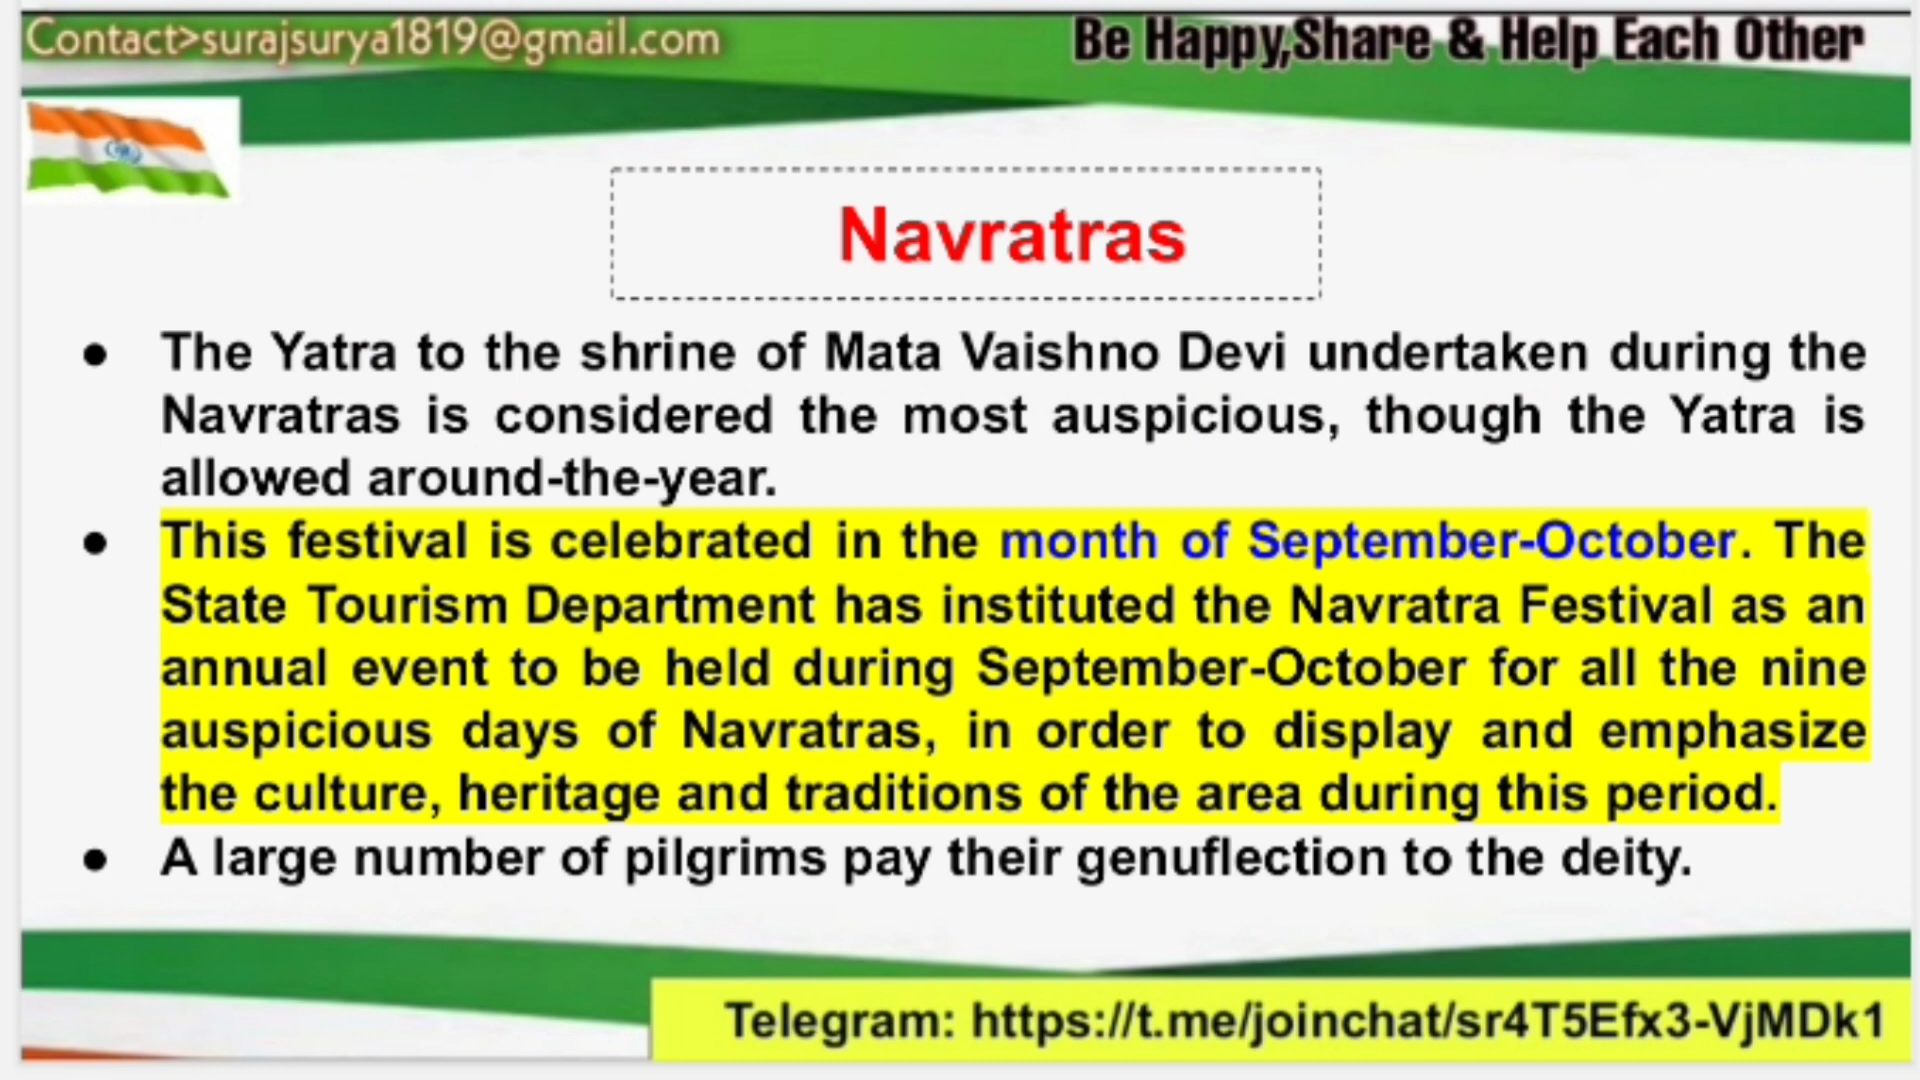 Contact>surajsurya1819@gmail.com
Be Happy,Share & Help Each Other
Navratras
● The Yatra to the shrine of Mata Vaishno Devi undertaken during the
Navratras is considered the most auspicious, though the Yatra is
allowed around-the-year.
● This festival is celebrated in the month of September-October. The
State Tourism Department has instituted the Navratra Festival as an
annual event to be held during September-October for all the nine
auspicious days of Navratras, in order to display and emphasize
the culture, heritage and traditions of the area during this period.
● A large number of pilgrims pay their genuflection to the deity.
Telegram: https://t.me/joinchat/sr4T5Efx3-VjMDk1